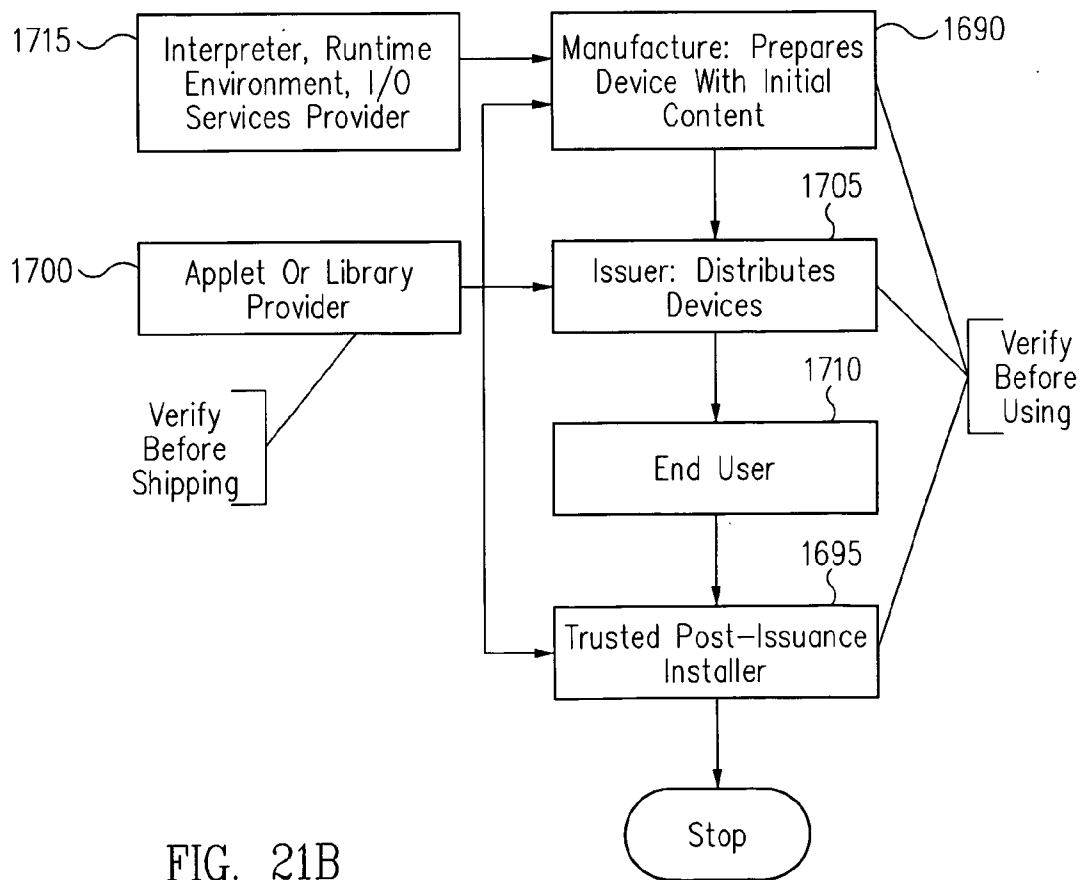 1715
Interpreter, Runtime
Environment, I/O
Services Provider
Manufacture: Prepares
Device With Initial
Content
1690
1705
1700
Applet Or Library
Provider
Issuer: Distributes
Devices
Verify
Before
Using
1710
Verify
Before
Shipping
End User
1695
Trusted Post-Issuance
Installer
Stop
FIG. 21B